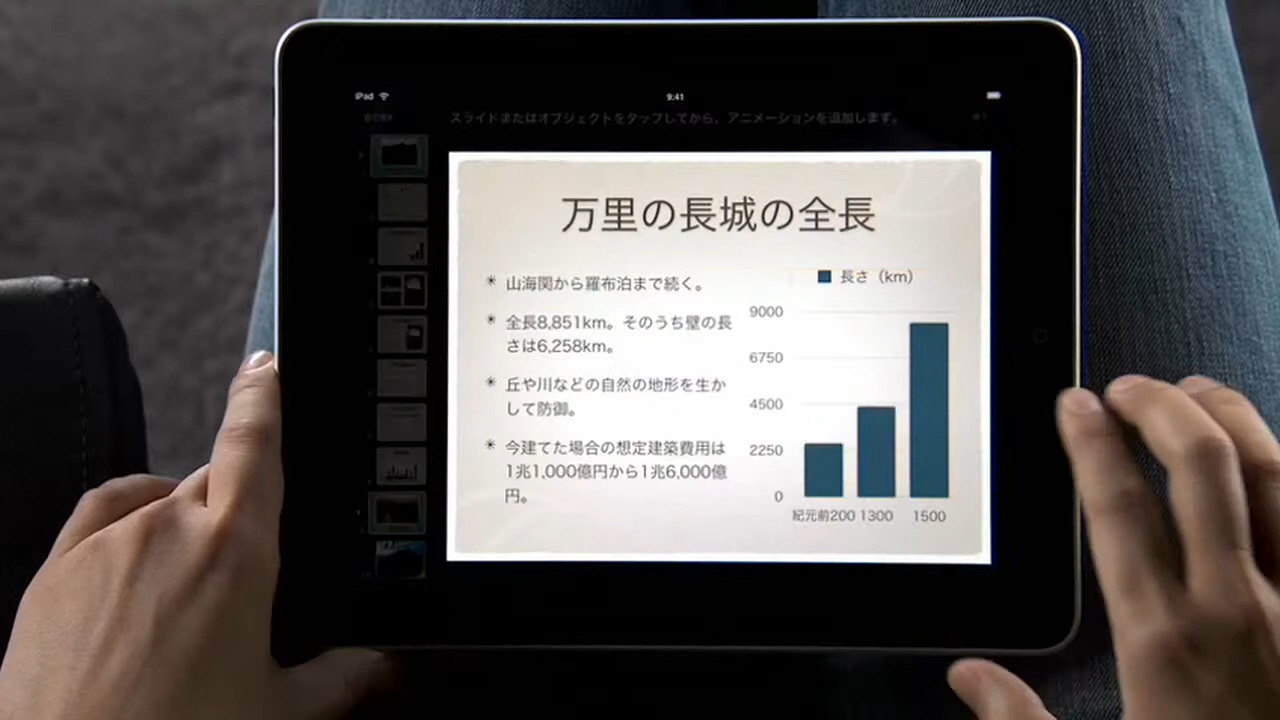 iPad
9:41
スライドまたはオブジェクトをタップしてから、アニメーションを追加します。
万里の長城の全長
* 山海関から羅布泊まで続く。
* 全長8,851km。そのうち壁の長
さは6,258km。
* 丘や川などの自然の地形を生か
して防御。
* 今建てた場合の想定建築費用は
1兆1,000億円から1兆6,000億
円。
長さ（km）
9000
6750
4500
2250
0
紀元前200 1300 1500